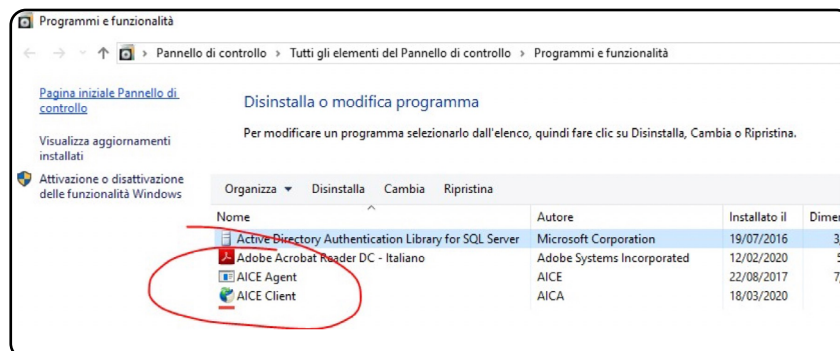 Programmi e funzionalità
Pannello di controllo > Tutti gli elementi del Pannello di controllo > Programmi e funzionalità
Pagina iniziale Pannello di
controllo
Disinstalla o modifica programma
Visualizza aggiornamenti
installati
Per modificare un programma selezionarlo dall'elenco, quindi fare clic su Disinstalla, Cambia o Ripristina.
Attivazione o disattivazione
delle funzionalità Windows
Organizza Disinstalla Cambia Ripristina
Nome Autore Installato il Dimen
Active Directory Authentication Library for SQL Server Microsoft Corporation 19/07/2016 3,
Adobe Acrobat Reader DC - Italiano Adobe Systems Incorporated 12/02/2020
AICE Agent AICE 22/08/2017 7,
AICE Client AICA 18/03/2020